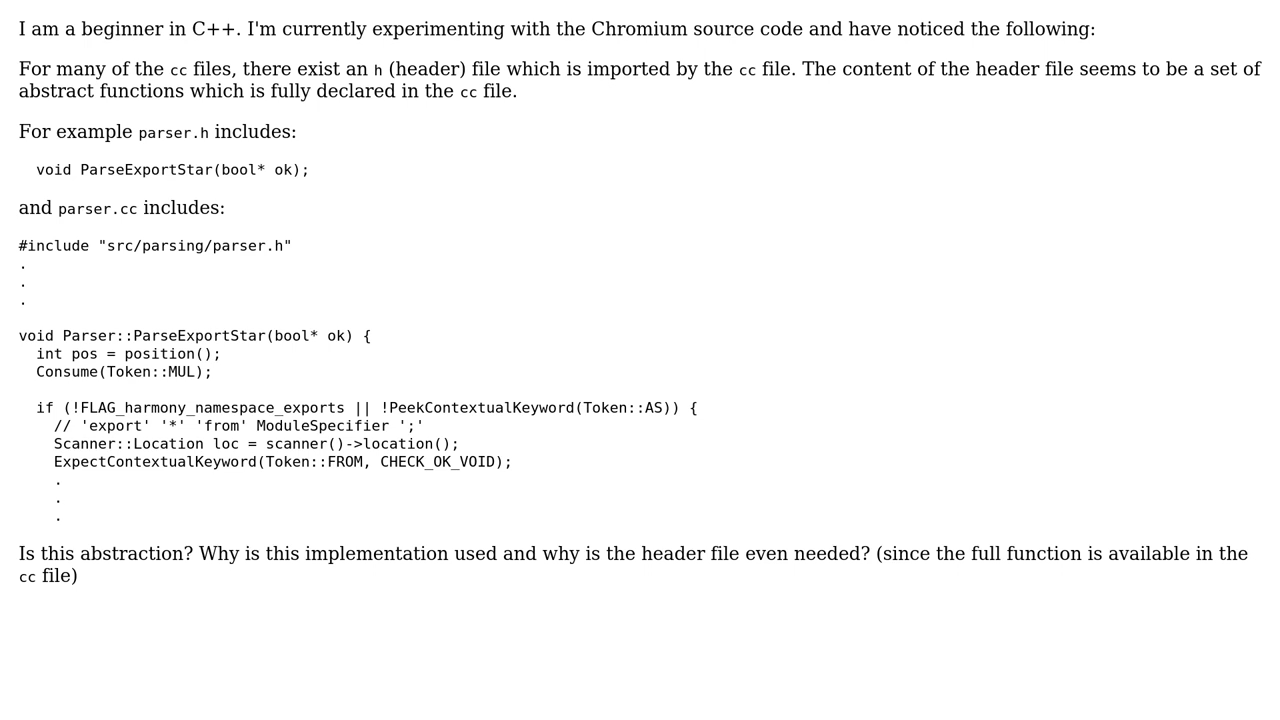 I am a beginner in C++. I'm currently experimenting with the Chromium source code and have noticed the following:
For many of the cc files, there exist an h (header) file which is imported by the cc file. The content of the header file seems to be a set of
abstract functions which is fully declared in the cc file.
For example parser.h includes:
void ParseExportStar(bool* ok);
and parser.cc includes:
#include "src/parsing/parser.h"
.
.
.
void Parser::ParseExportStar(bool* ok) {
int pos = position();
Consume(Token::MUL);
if (!FLAG_harmony_namespace_exports || !PeekContextualKeyword(Token::AS)) {
// 'export' '*' 'from' ModuleSpecifier ';'
Scanner::Location loc = scanner()->location();
ExpectContextualKeyword(Token::FROM, CHECK_OK_VOID);
.
.
.
Is this abstraction? Why is this implementation used and why is the header file even needed? (since the full function is available in the
cc file)